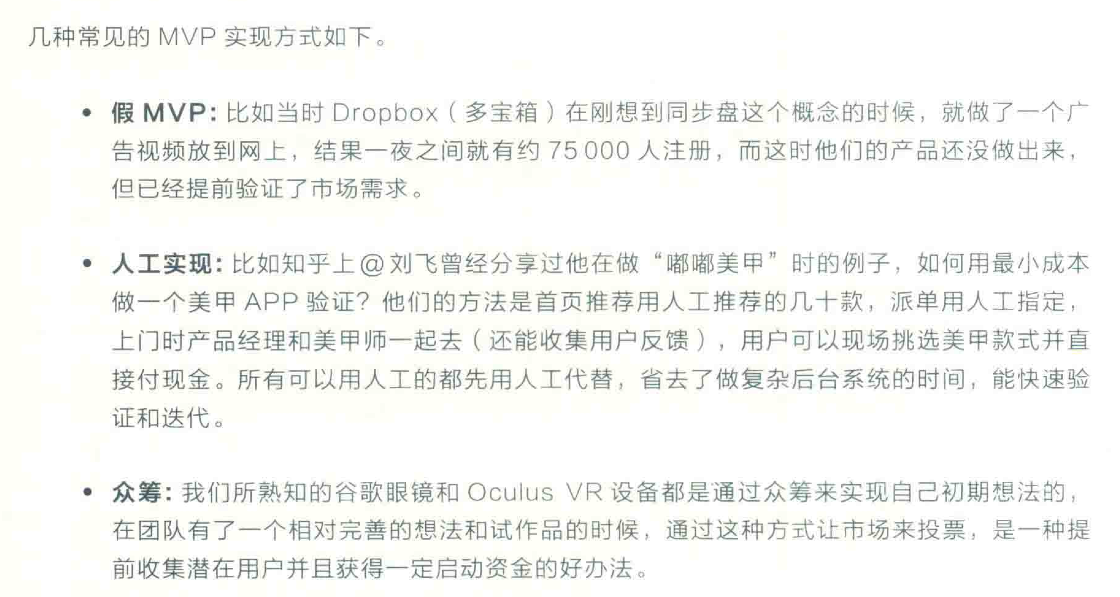 几种常见的 MVP 实现方式如下。
• 假 MVP: 比如当时 Dropbox（多宝箱）在刚想到同步盘这个概念的时候，就做了一个广
告视频放到网上，结果一夜之间就有约 75 000 人注册，而这时他们的产品还没做出来，
但已经提前验证了市场需求。
• 人工实现: 比如知乎上@刘飞曾经分享过他在做“嘟嘟美甲”时的例子，如何用最小成本
做一个美甲 APP 验证？他们的方法是首页推荐用人工推荐的几十款，派单用人工指定，
上门时产品经理和美甲师一起去（还能收集用户反馈），用户可以现场挑选美甲款式并直
接付现金。所有可以用人工的都先用人工代替，省去了做复杂后台系统的时间，能快速验
证和迭代。
• 众筹: 我们所熟知的谷歌眼镜和 Oculus VR 设备都是通过众筹来实现自己初期想法的，
在团队有了一个相对完善的想法和试作品的时候，通过这种方式让市场来投票，是一种提
前收集潜在用户并且获得一定启动资金的好办法。